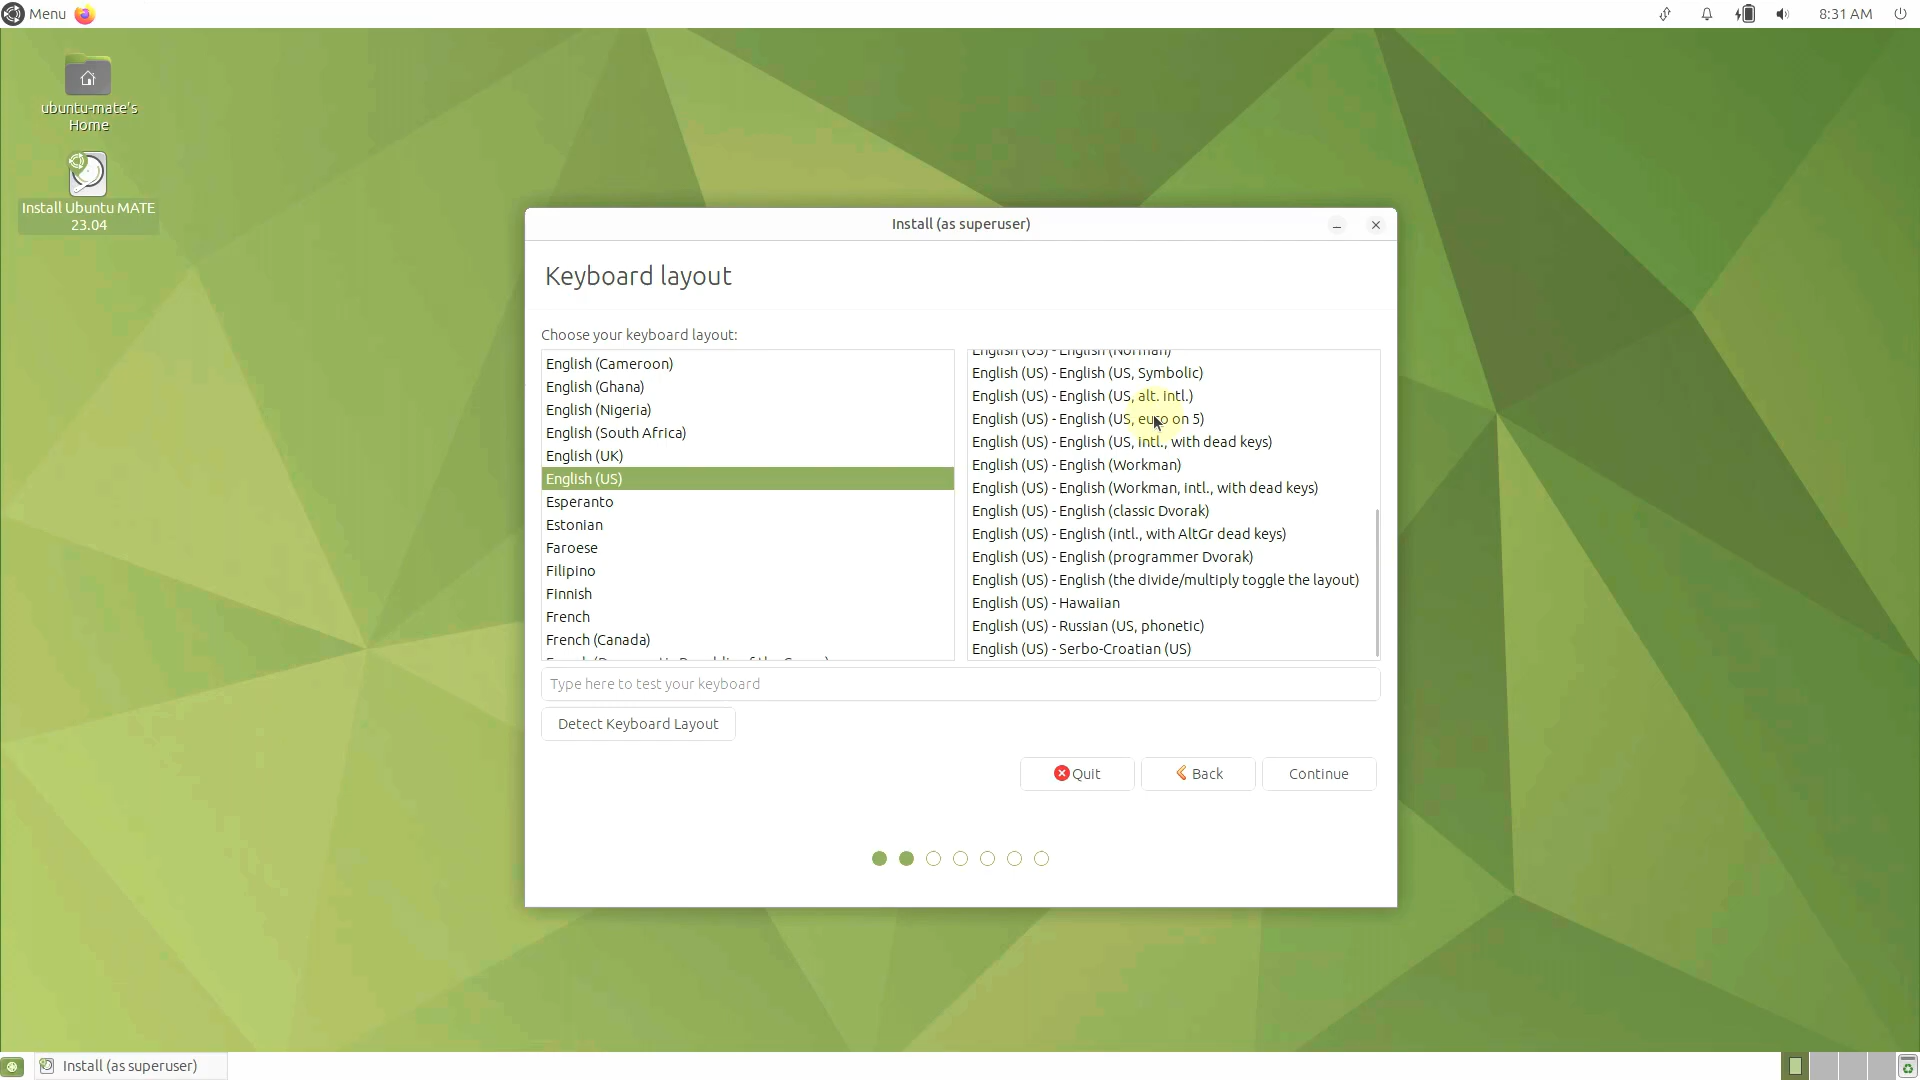 Menu
8:31 AM
ubuntu-mate's
Home
Install Ubuntu MATE
23.04
Install (as superuser)
Keyboard layout
Choose your keyboard layout:
English (Cameroon)
English (Ghana)
English (Nigeria)
English (South Africa)
English (UK)
English (US)
Esperanto
Estonian
Faroese
Filipino
Finnish
French
French (Canada)
English (US) - English (Norman)
English (US) - English (US, Symbolic)
English (US) - English (US, alt. intl.)
English (US) - English (US, euro on 5)
English (US) - English (US, intl., with dead keys)
English (US) - English (Workman)
English (US) - English (Workman, intl., with dead keys)
English (US) - English (classic Dvorak)
English (US) - English (intl., with AltGr dead keys)
English (US) - English (programmer Dvorak)
English (US) - English (the divide/multiply toggle the layout)
English (US) - Hawaiian
English (US) - Russian (US, phonetic)
English (US) - Serbo-Croatian (US)
Type here to test your keyboard
Detect Keyboard Layout
Quit
Back
Continue
Install (as superuser)